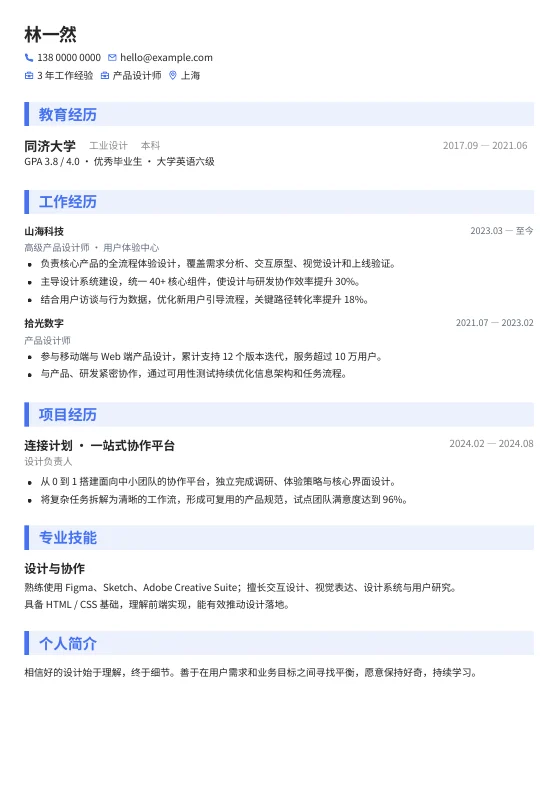 林一然
138 0000 0000 hello@example.com
3 年工作经验 产品设计师 上海
教育经历
同济大学 工业设计 本科 2017.09 — 2021.06
GPA 3.8 / 4.0 • 优秀毕业生 • 大学英语六级
工作经历
山海科技 2023.03 — 至今
高级产品设计师 • 用户体验中心
• 负责核心产品的全流程体验设计，覆盖需求分析、交互原型、视觉设计和上线验证。
• 主导设计系统建设，统一 40+ 核心组件，使设计与研发协作效率提升 30%。
• 结合用户访谈与行为数据，优化新用户引导流程，关键路径转化率提升 18%。
拾光数字 2021.07 — 2023.02
产品设计师
• 参与移动端与 Web 端产品设计，累计支持 12 个版本迭代，服务超过 10 万用户。
• 与产品、研发紧密协作，通过可用性测试持续优化信息架构和任务流程。
项目经历
连接计划 • 一站式协作平台 2024.02 — 2024.08
设计负责人
• 从 0 到 1 搭建面向中小团队的协作平台，独立完成调研、体验策略与核心界面设计。
• 将复杂任务拆解为清晰的工作流，形成可复用的产品规范，试点团队满意度达到 96%。
专业技能
设计与协作
熟练使用 Figma、Sketch、Adobe Creative Suite；擅长交互设计、视觉表达、设计系统与用户研究。
具备 HTML / CSS 基础，理解前端实现，能有效推动设计落地。
个人简介
相信好的设计始于理解，终于细节。善于在用户需求和业务目标之间寻找平衡，愿意保持好奇，持续学习。